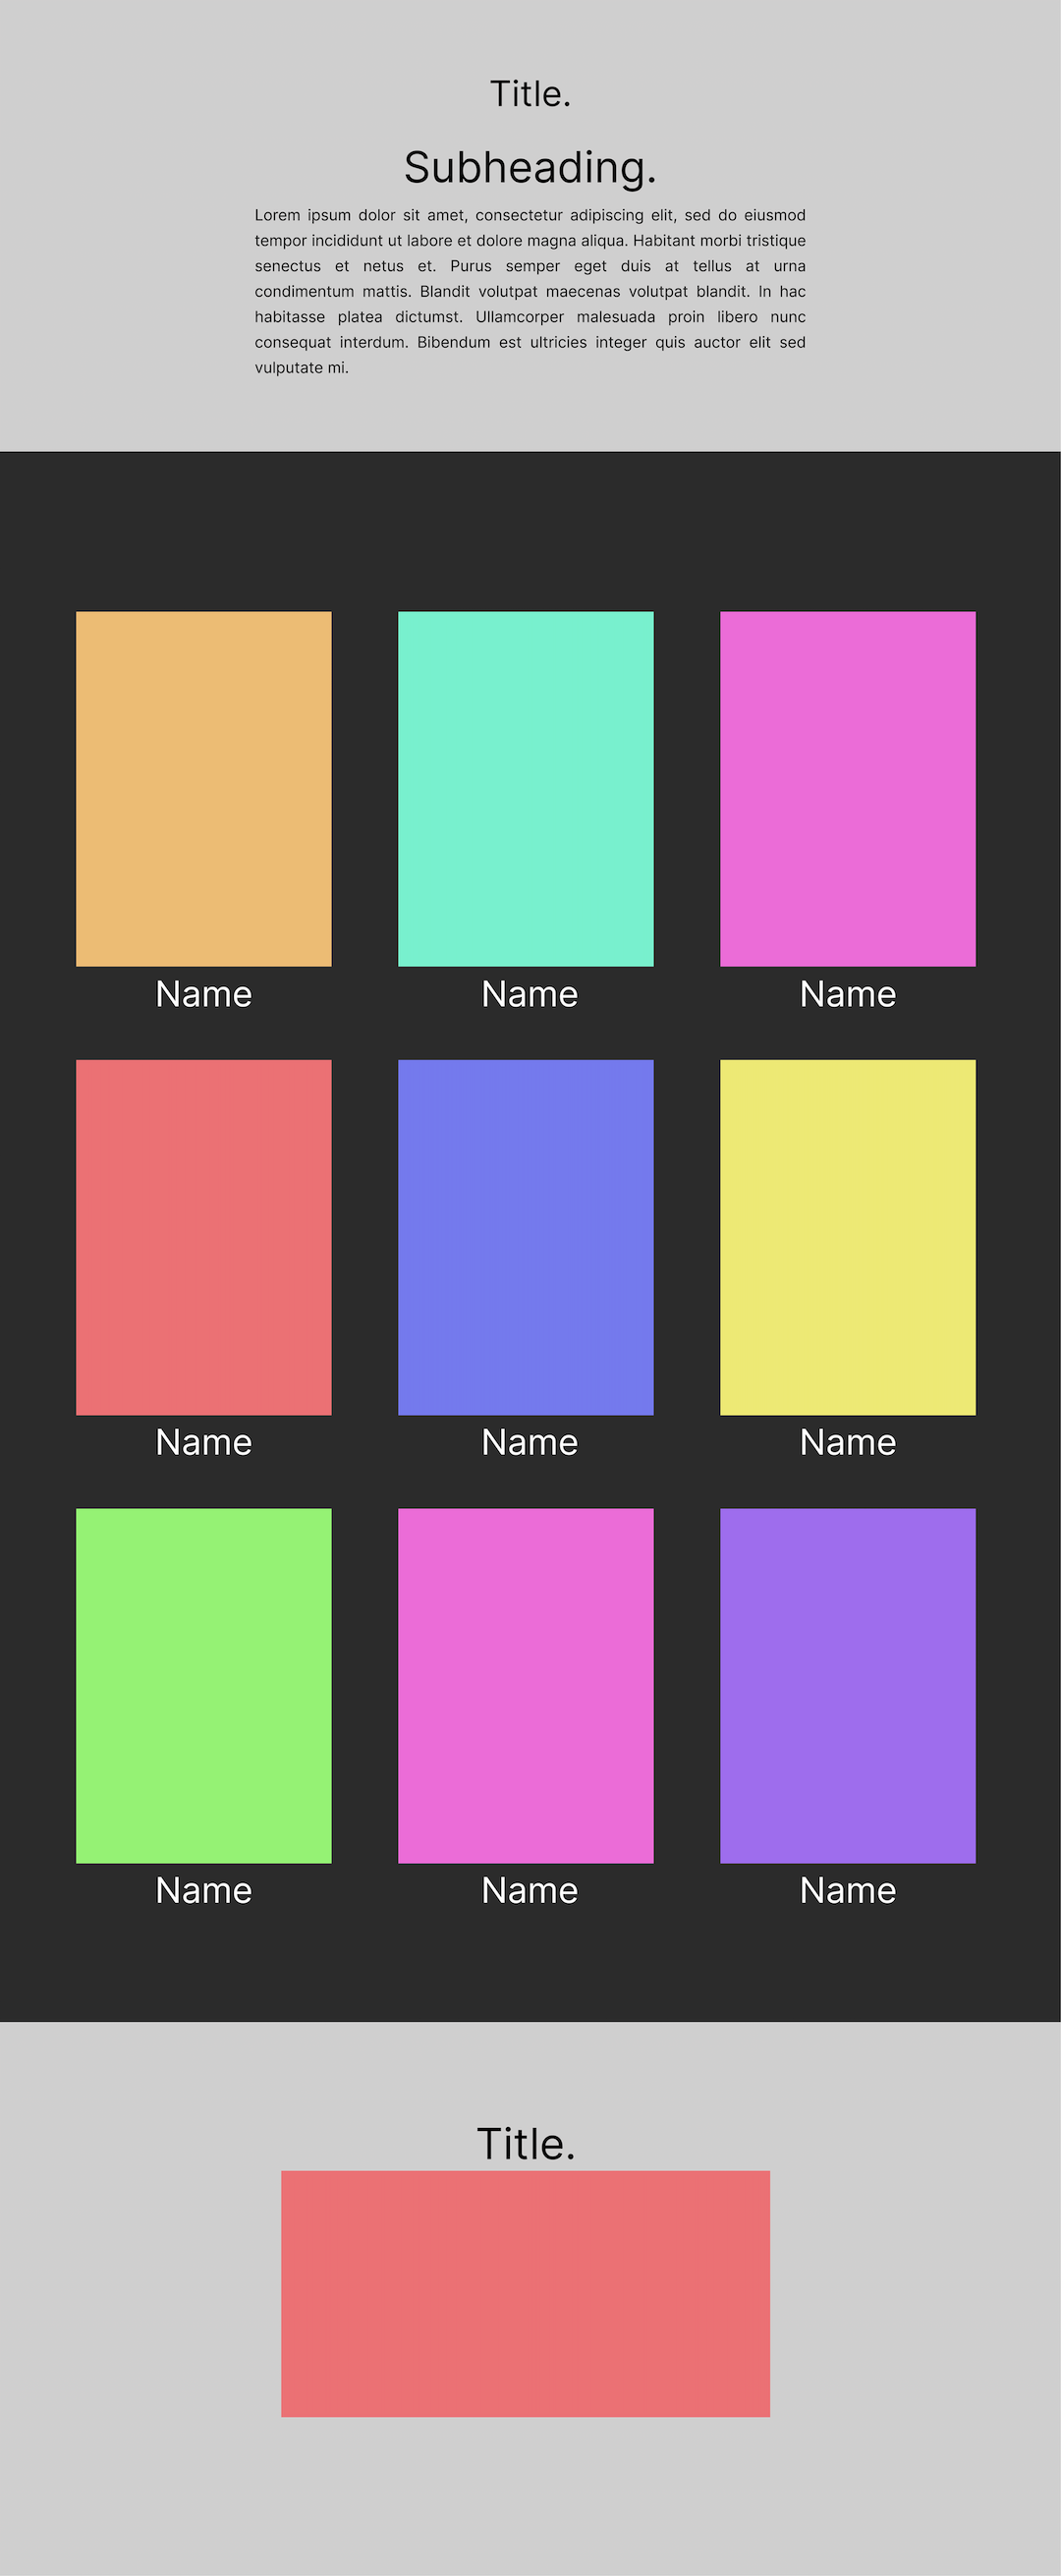 Title.
Subheading.
Lorem ipsum dolor sit amet, consectetur adipiscing elit, sed do eiusmod
tempor incididunt ut labore et dolore magna aliqua. Habitant morbi tristique
senectus et netus et. Purus semper eget duis at tellus at urna
condimentum mattis. Blandit volutpat maecenas volutpat blandit. In hac
habitasse platea dictumst. Ullamcorper malesuada proin libero nunc
consequat interdum. Bibendum est ultricies integer quis auctor elit sed
vulputate mi.
Name
Name
Name
Name
Name
Name
Name
Name
Name
Title.